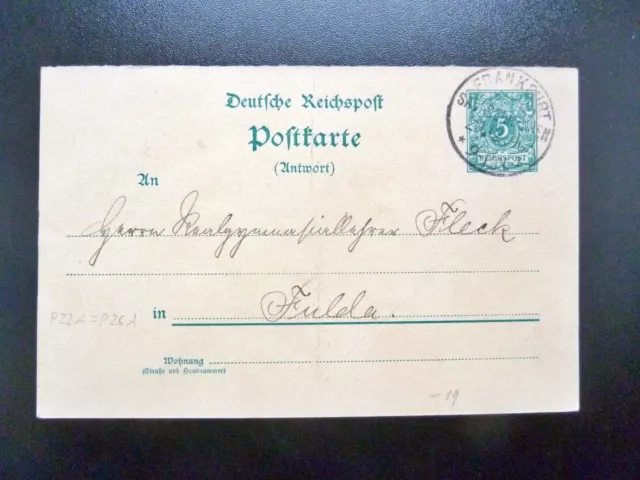 Deutsche Reichspost
Postkarte
(Antwort)
FRANKFURT
5
REICHSPOST
An
Herrn Realgymnasiallehrer Fleck
in
Fulda.
P22A=P26A
Wohnung
(Straße und Hausnummer)
-19